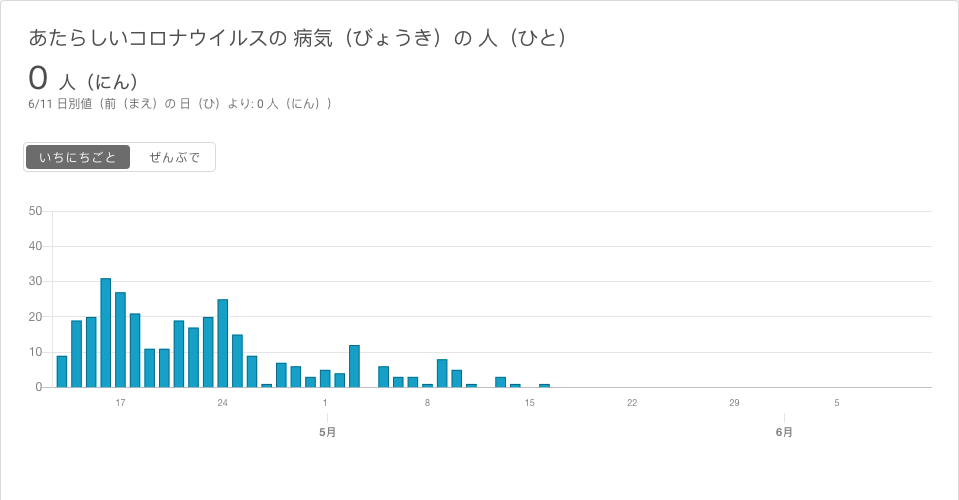 あたらしいコロナウイルスの 病気（びょうき）の 人（ひと）
0 人（にん）
6/11 日別値（前（まえ）の 日（ひ）より: 0 人（にん））
いちにちごと ぜんぶで
50
40
30
20
10
0
17 24 1 8 15 22 29 5
5月 6月